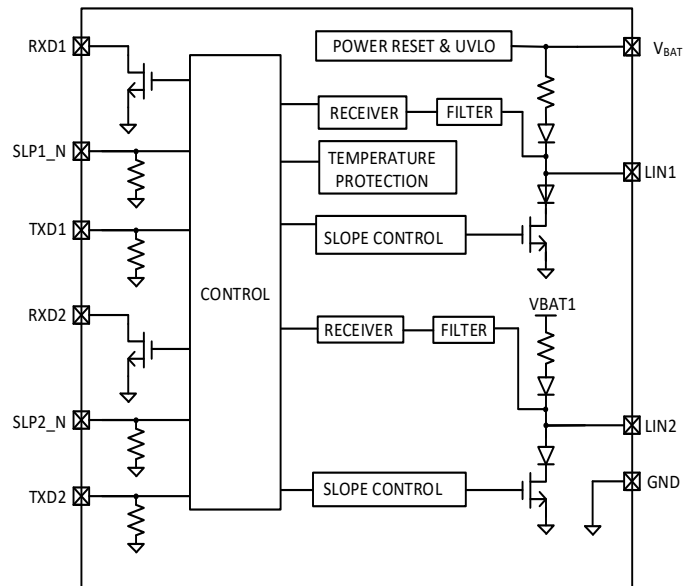 RXD1
POWER RESET & UVLO
VBAT
RECEIVER
FILTER
SLP1_N
TEMPERATURE
PROTECTION
LIN1
TXD1
SLOPE CONTROL
CONTROL
RXD2
VBAT1
RECEIVER
FILTER
SLP2_N
LIN2
TXD2
SLOPE CONTROL
GND